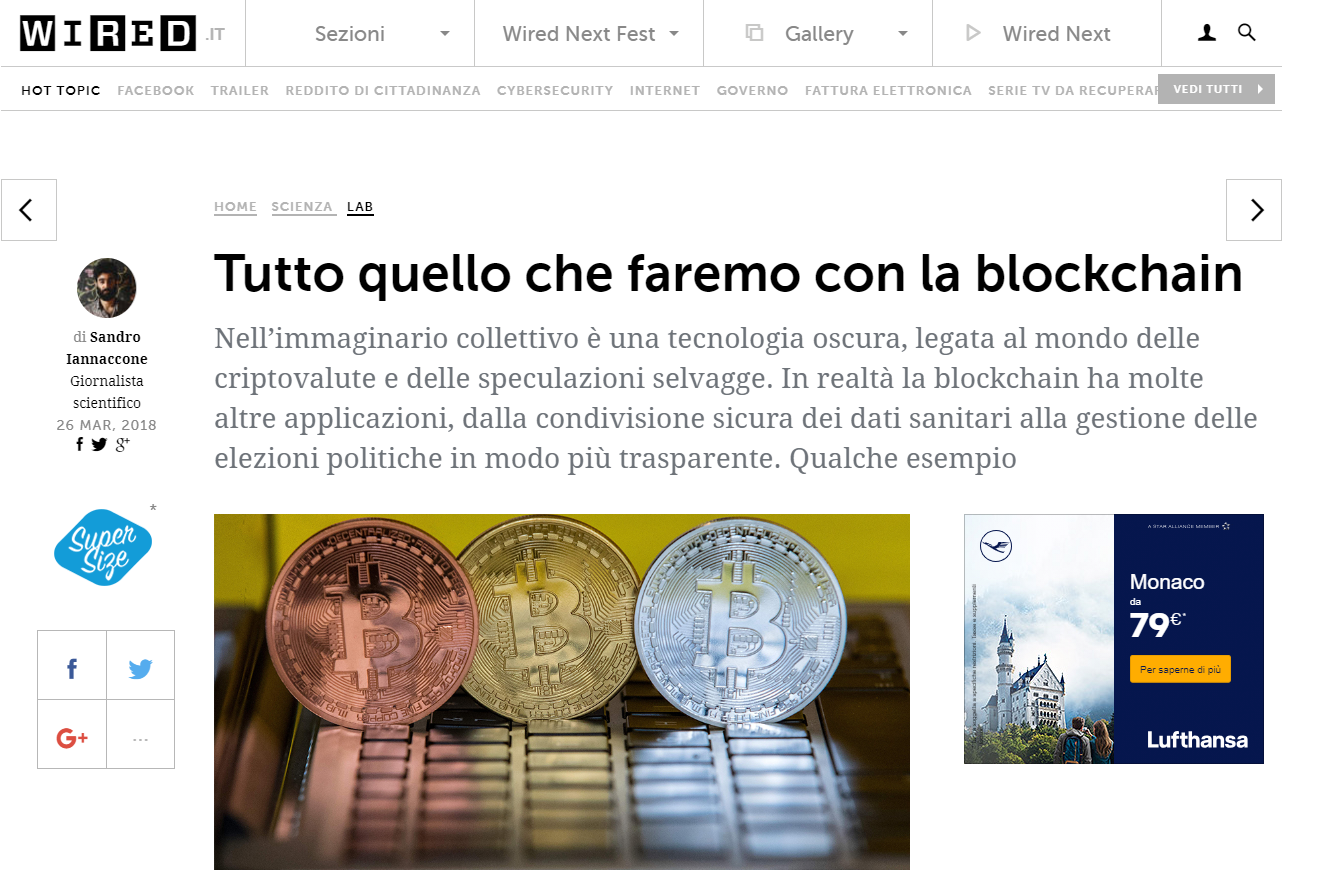 WIRED .IT
Sezioni
Wired Next Fest
Gallery
Wired Next
HOT TOPIC FACEBOOK TRAILER REDDITO DI CITTADINANZA CYBERSECURITY INTERNET GOVERNO FATTURA ELETTRONICA SERIE TV DA RECUPERAR
VEDI TUTTI
HOME SCIENZA LAB
Tutto quello che faremo con la blockchain
di Sandro
Iannaccone
Giornalista
scientifico
26 MAR, 2018
Nell’immaginario collettivo è una tecnologia oscura, legata al mondo delle
criptovalute e delle speculazioni selvagge. In realtà la blockchain ha molte
altre applicazioni, dalla condivisione sicura dei dati sanitari alla gestione delle
elezioni politiche in modo più trasparente. Qualche esempio
Super
Size
*
G+
...
A STAR ALLIANCE MEMBER
Monaco
da
79€*
Per saperne di più
Lufthansa